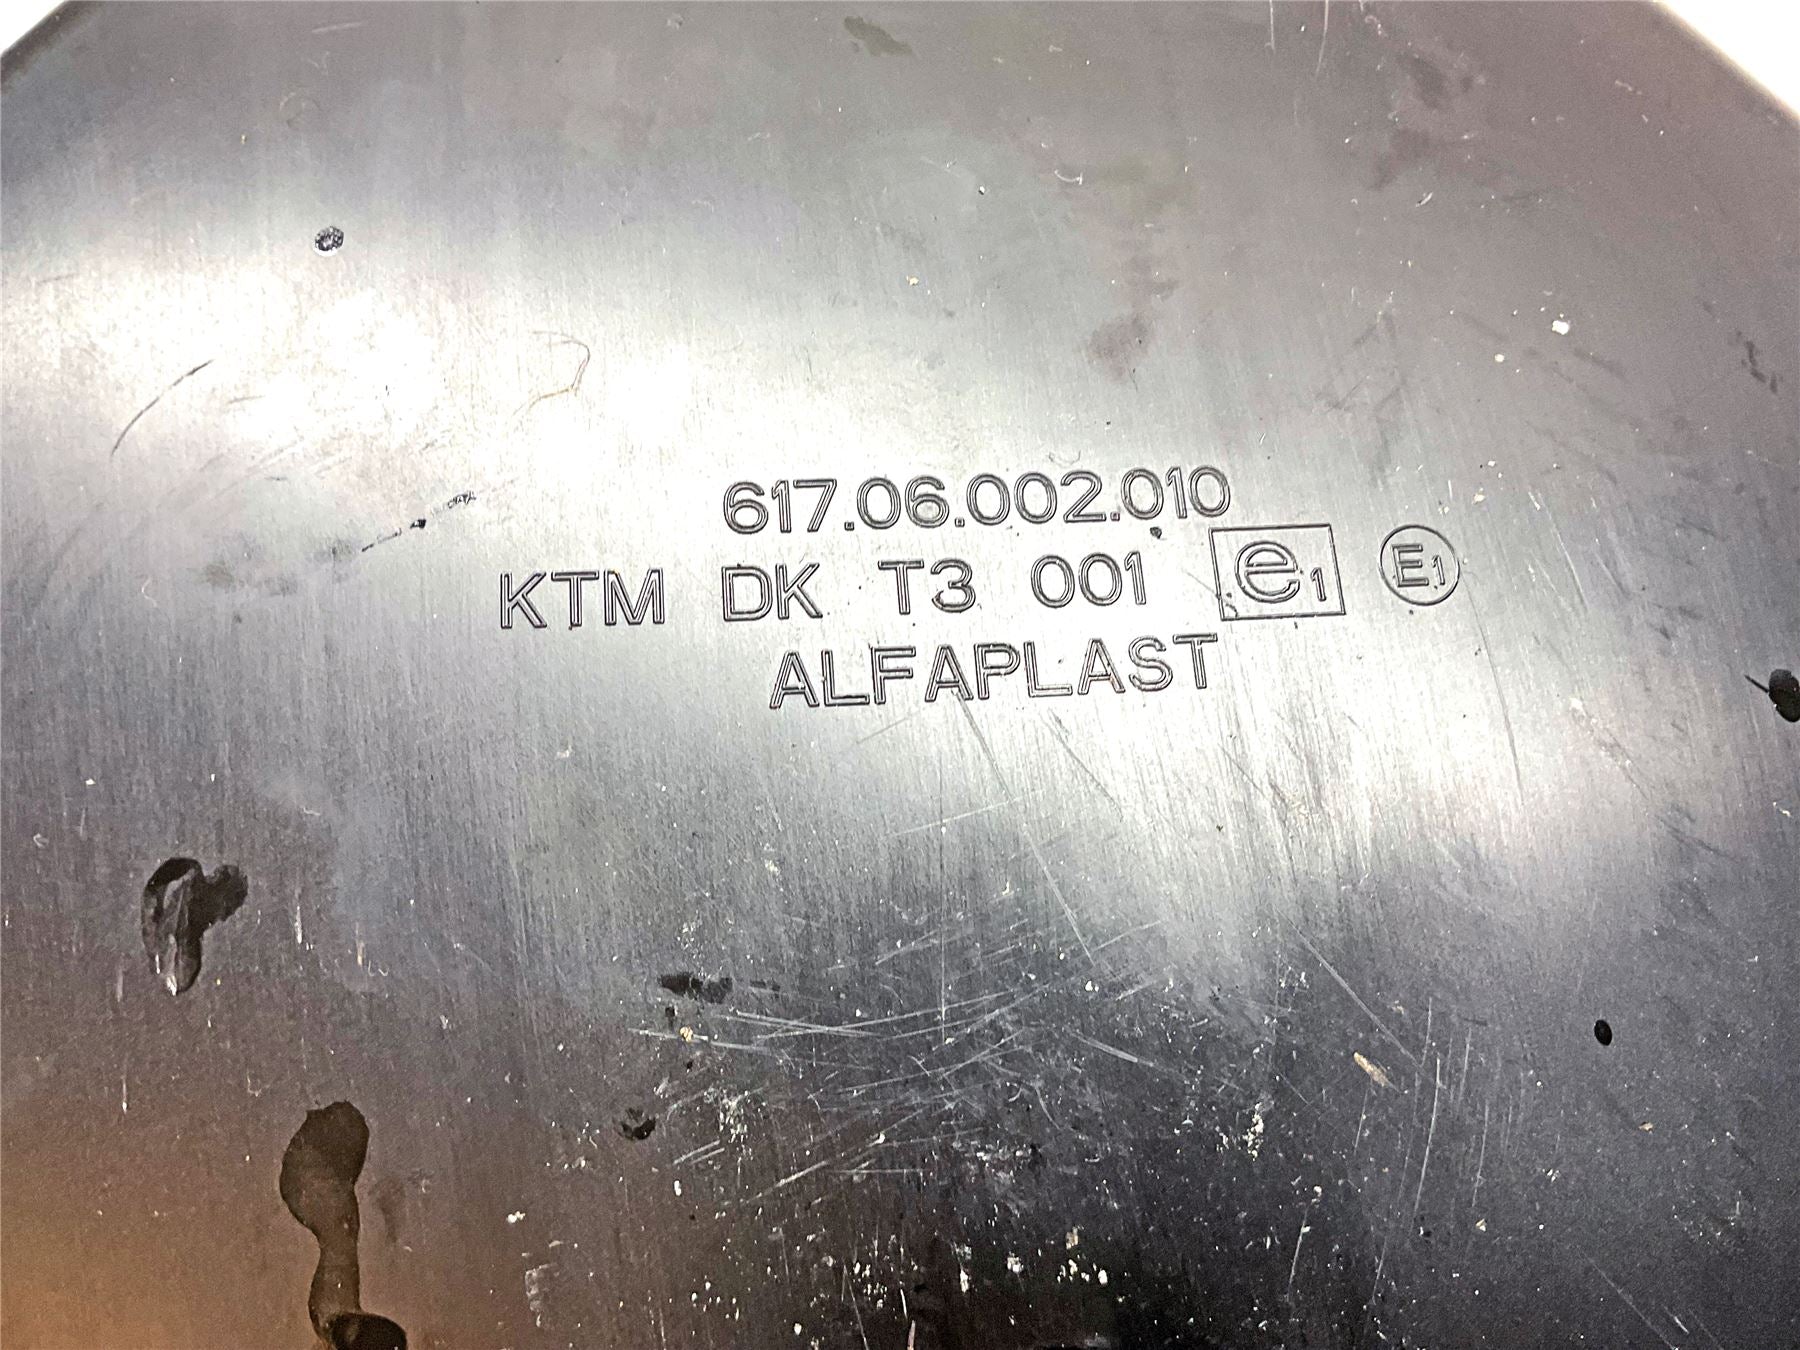 617.06.002.010
KTM DK T3 001 e1 E1
ALFAPLAST